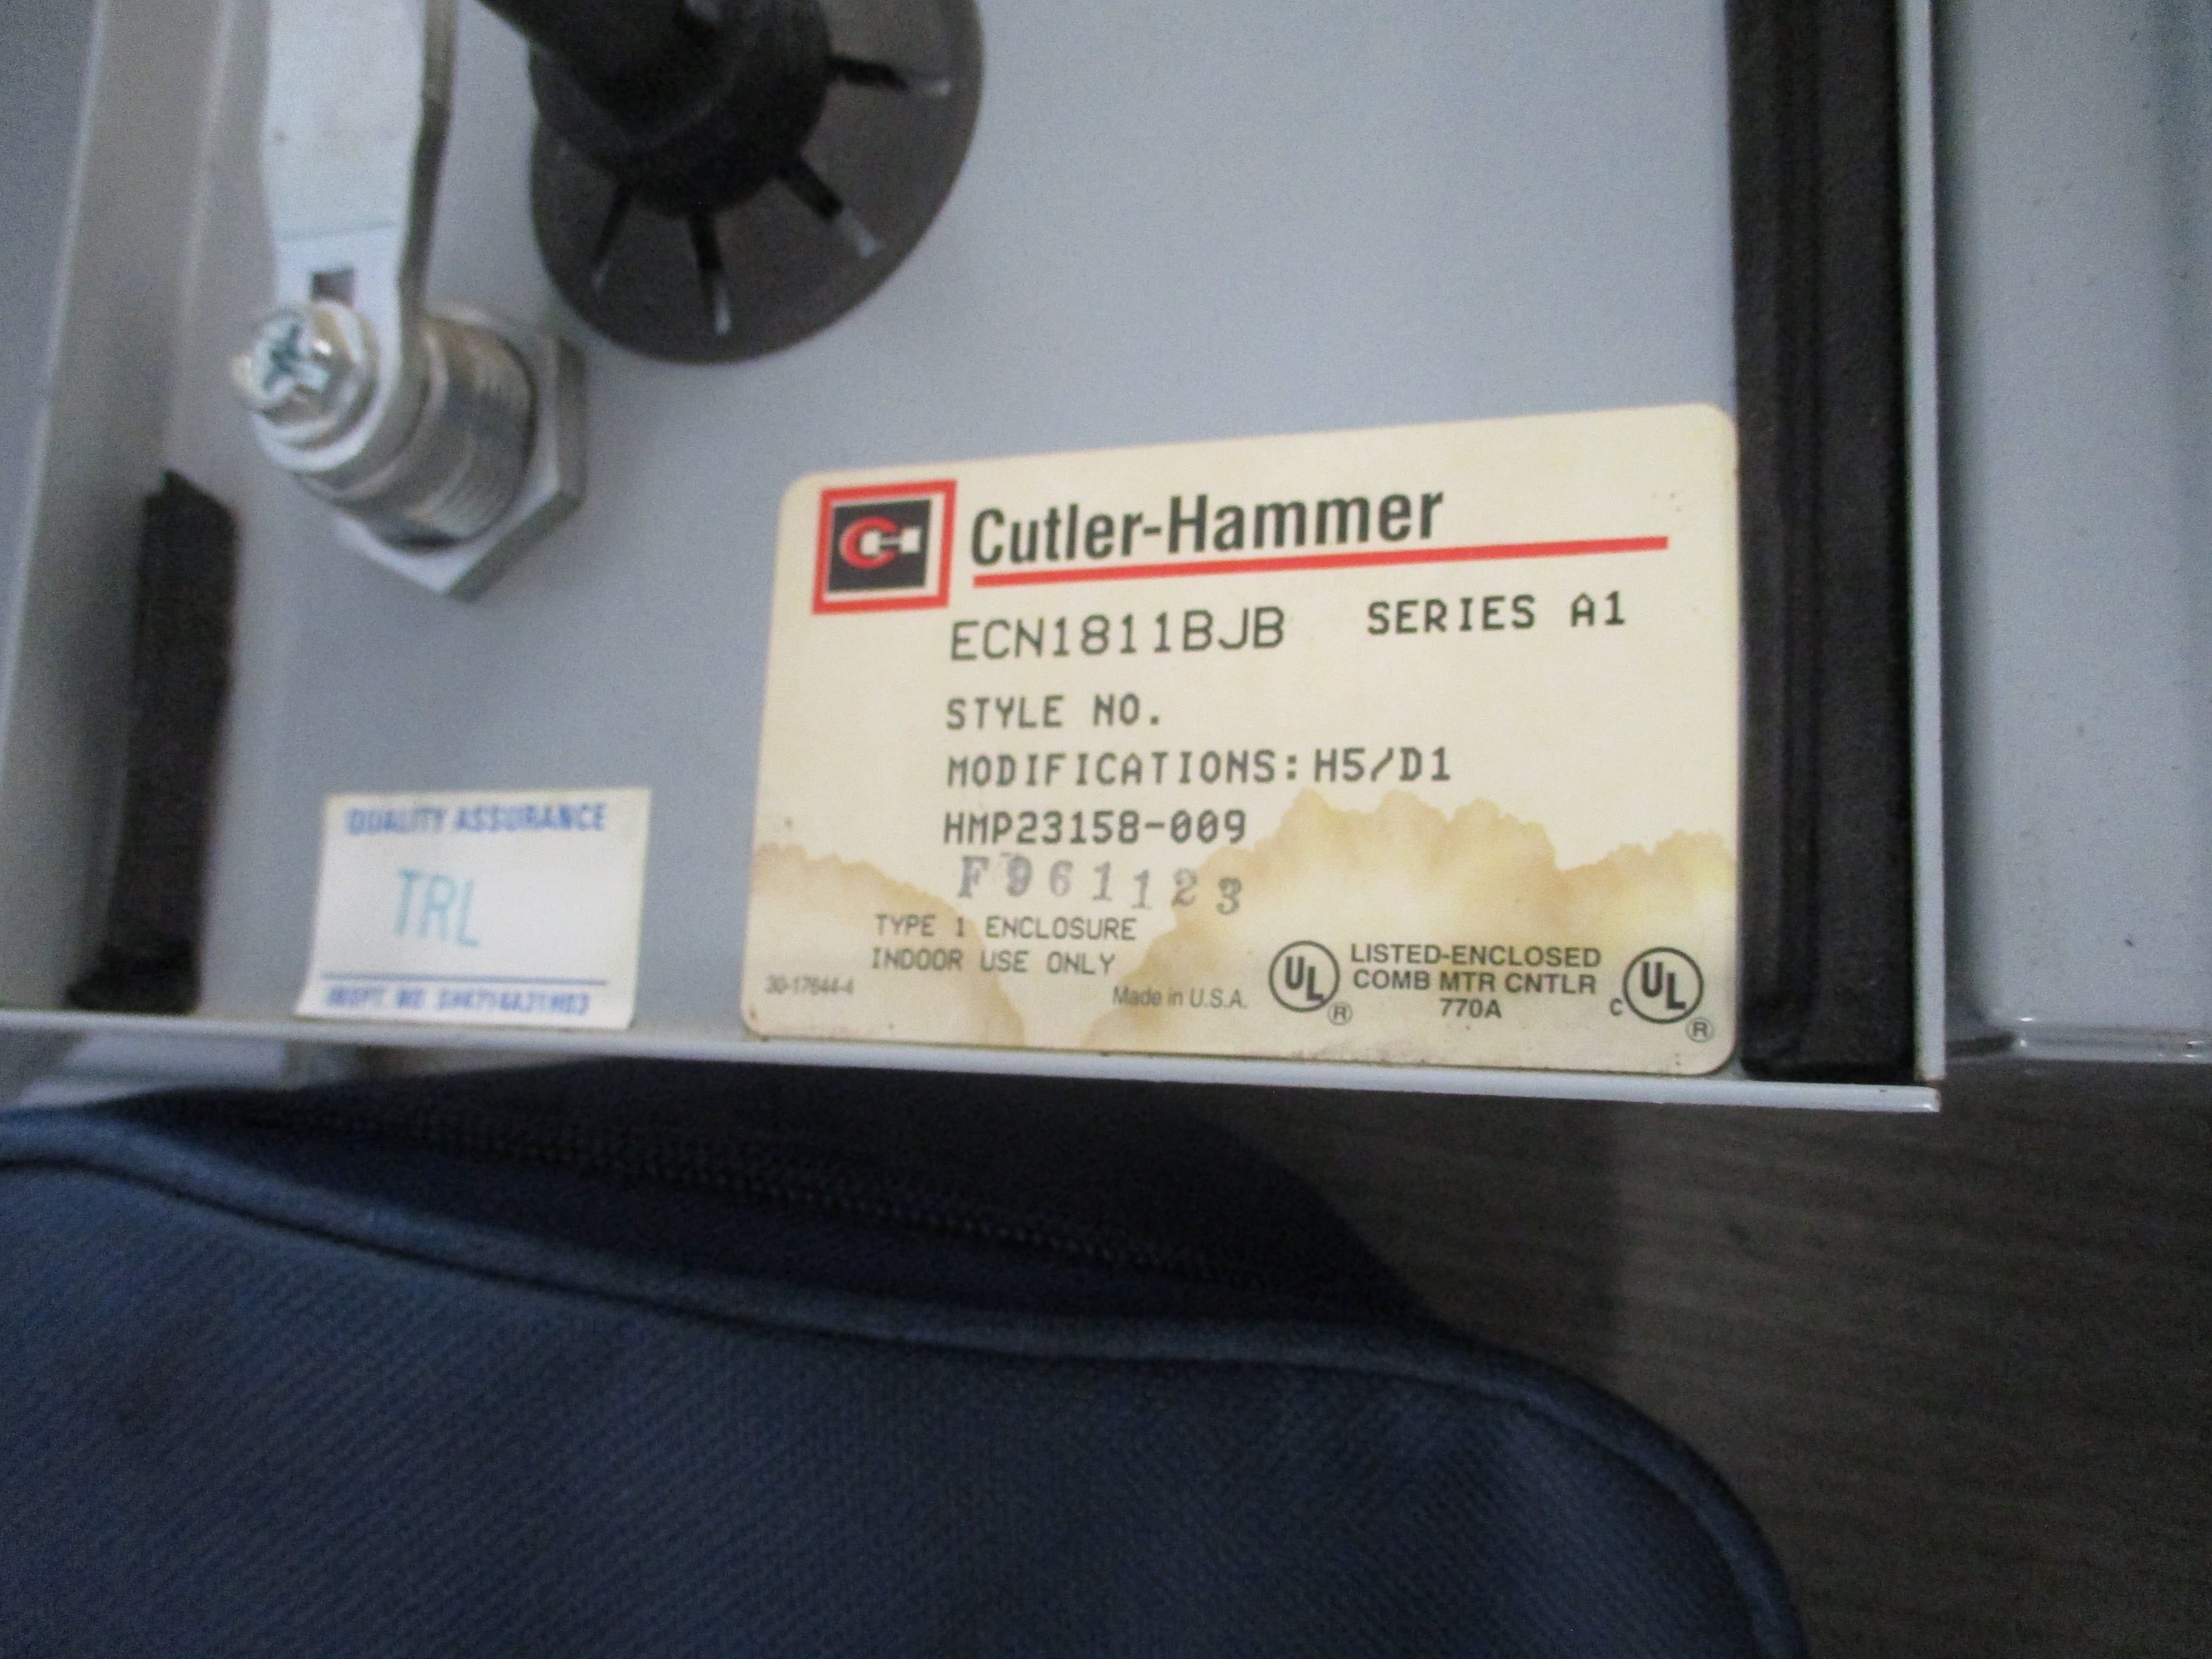 Cutler-Hammer
ECN1811BJB SERIES A1
STYLE NO.
MODIFICATIONS: H5/D1
HMP23158-009
F961123
TYPE 1 ENCLOSURE
INDOOR USE ONLY
30-17644-4
Made in U.S.A.
UL ® LISTED-ENCLOSED COMB MTR CNTLR 770A c UL ®
QUALITY ASSURANCE
TRL